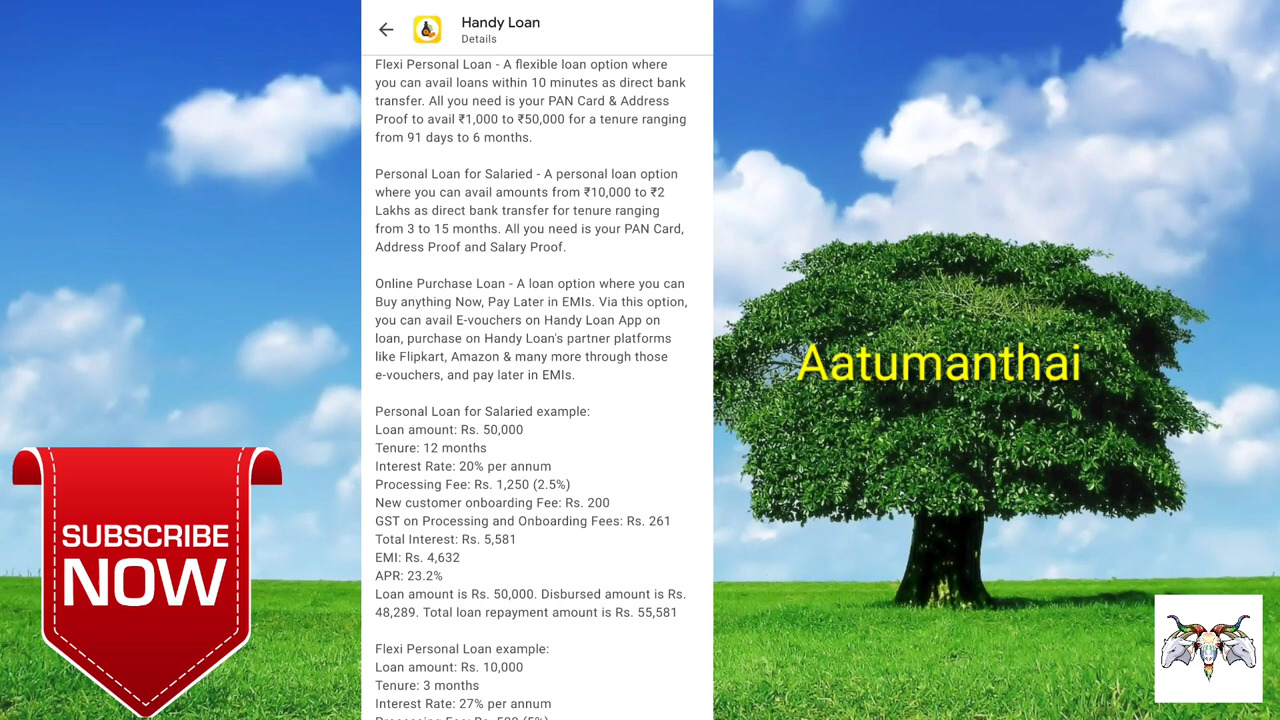 Handy Loan
Details
Flexi Personal Loan - A flexible loan option where
you can avail loans within 10 minutes as direct bank
transfer. All you need is your PAN Card & Address
Proof to avail ₹1,000 to ₹50,000 for a tenure ranging
from 91 days to 6 months.
Personal Loan for Salaried - A personal loan option
where you can avail amounts from ₹10,000 to ₹2
Lakhs as direct bank transfer for tenure ranging
from 3 to 15 months. All you need is your PAN Card,
Address Proof and Salary Proof.
Online Purchase Loan - A loan option where you can
Buy anything Now, Pay Later in EMIs. Via this option,
you can avail E-vouchers on Handy Loan App on
loan, purchase on Handy Loan's partner platforms
like Flipkart, Amazon & many more through those
e-vouchers, and pay later in EMIs.
Personal Loan for Salaried example:
Loan amount: Rs. 50,000
Tenure: 12 months
Interest Rate: 20% per annum
Processing Fee: Rs. 1,250 (2.5%)
New customer onboarding Fee: Rs. 200
GST on Processing and Onboarding Fees: Rs. 261
Total Interest: Rs. 5,581
EMI: Rs. 4,632
APR: 23.2%
Loan amount is Rs. 50,000. Disbursed amount is Rs.
48,289. Total loan repayment amount is Rs. 55,581
Flexi Personal Loan example:
Loan amount: Rs. 10,000
Tenure: 3 months
Interest Rate: 27% per annum
Processing Fee: Rs. 500 (5%)
Aatumanthai
SUBSCRIBE
NOW